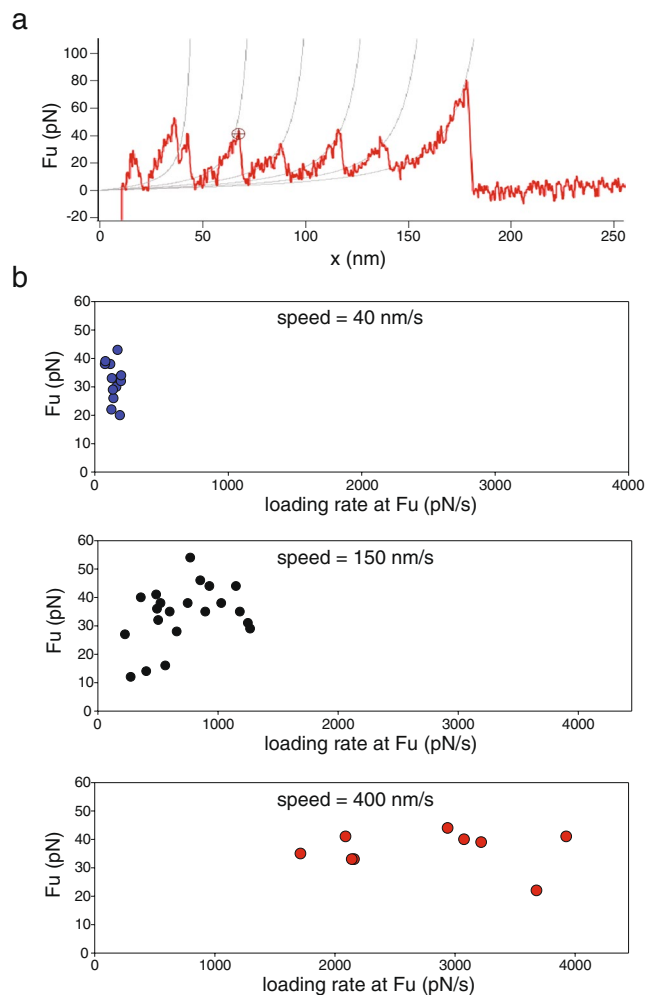 a
Fu (pN)
100
80
60
40
20
0
-20
0 50 100 150 200 250
x (nm)
b
speed = 40 nm/s
Fu (pN)
60
50
40
30
20
10
0
0 1000 2000 3000 4000
loading rate at Fu (pN/s)
speed = 150 nm/s
Fu (pN)
60
50
40
30
20
10
0
0 1000 2000 3000 4000
loading rate at Fu (pN/s)
speed = 400 nm/s
Fu (pN)
60
50
40
30
20
10
0
0 1000 2000 3000 4000
loading rate at Fu (pN/s)